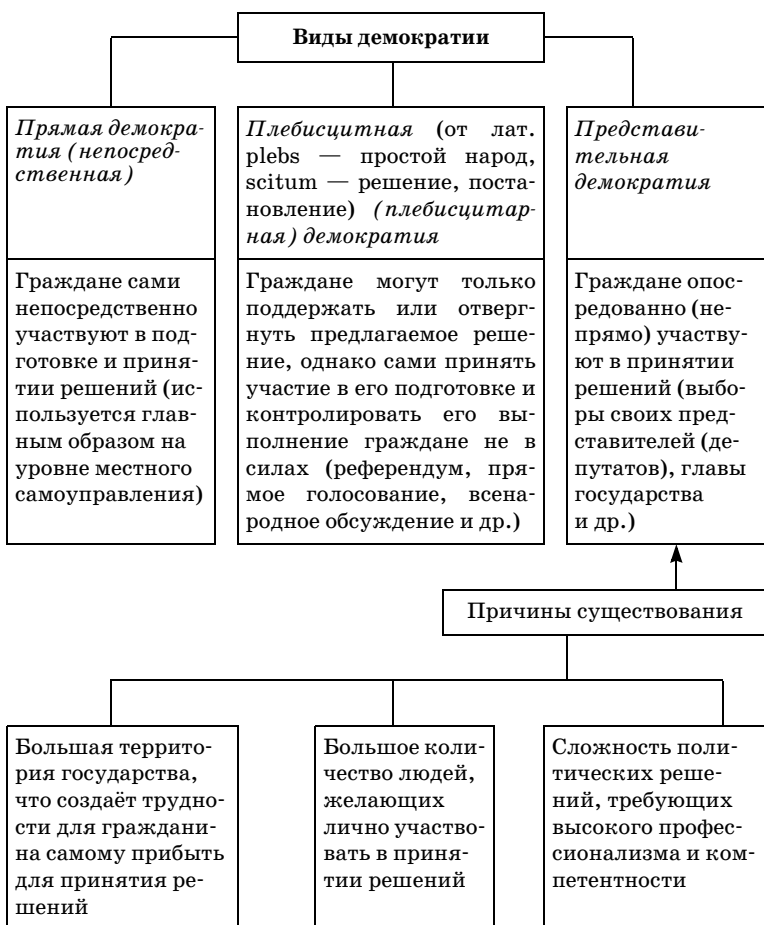 Виды демократии
Прямая демокра-
тия (непосред-
ственная)
Плебисцитная (от лат.
plebs — простой народ,
scitum — решение, поста-
новление) (плебисцитар-
ная) демократия
Представи-
тельная
демократия
Граждане сами
непосредственно
участвуют в под-
готовке и приня-
тии решений (ис-
пользуется глав-
ным образом на
уровне местного
самоуправления)
Граждане могут только
поддержать или отверг-
нуть предлагаемое реше-
ние, однако сами принять
участие в его подготовке и
контролировать его вы-
полнение граждане не в
силах (референдум, пря-
мое голосование, всена-
родное обсуждение и др.)
Граждане опос-
редованно (не-
прямо) участву-
ют в принятии
решений (выбо-
ры своих пред-
ставителей (де-
путатов), главы
государства
и др.)
Причины существования
Большая террито-
рия государства,
что создаёт трудно-
сти для граждани-
на самому прибыть
для принятия ре-
шений
Большое коли-
чество людей,
желающих
лично участво-
вать в приня-
тии решений
Сложность поли-
тических реше-
ний, требующих
высокого профес-
сионализма и ком-
петентности